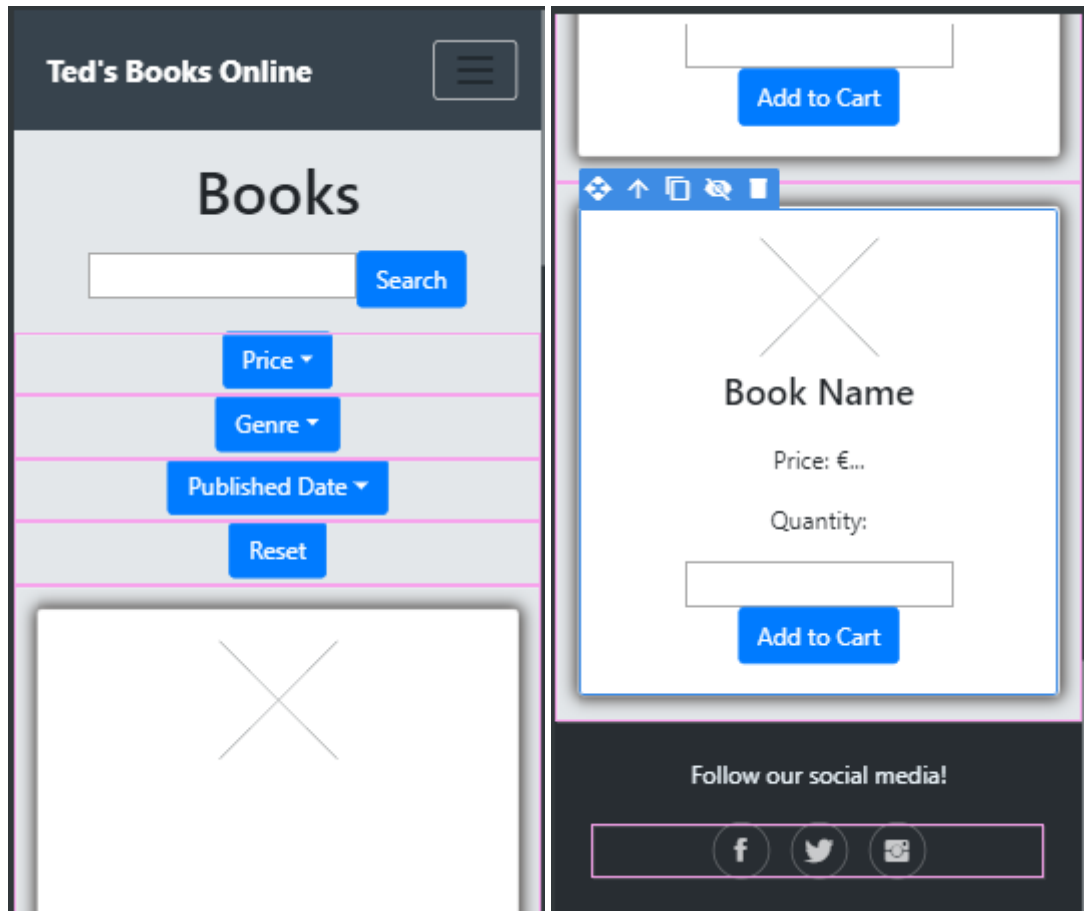 Ted's Books Online
Books
Search
Price
Genre
Published Date
Reset
Add to Cart
Book Name
Price: €...
Quantity:
Add to Cart
Follow our social media!